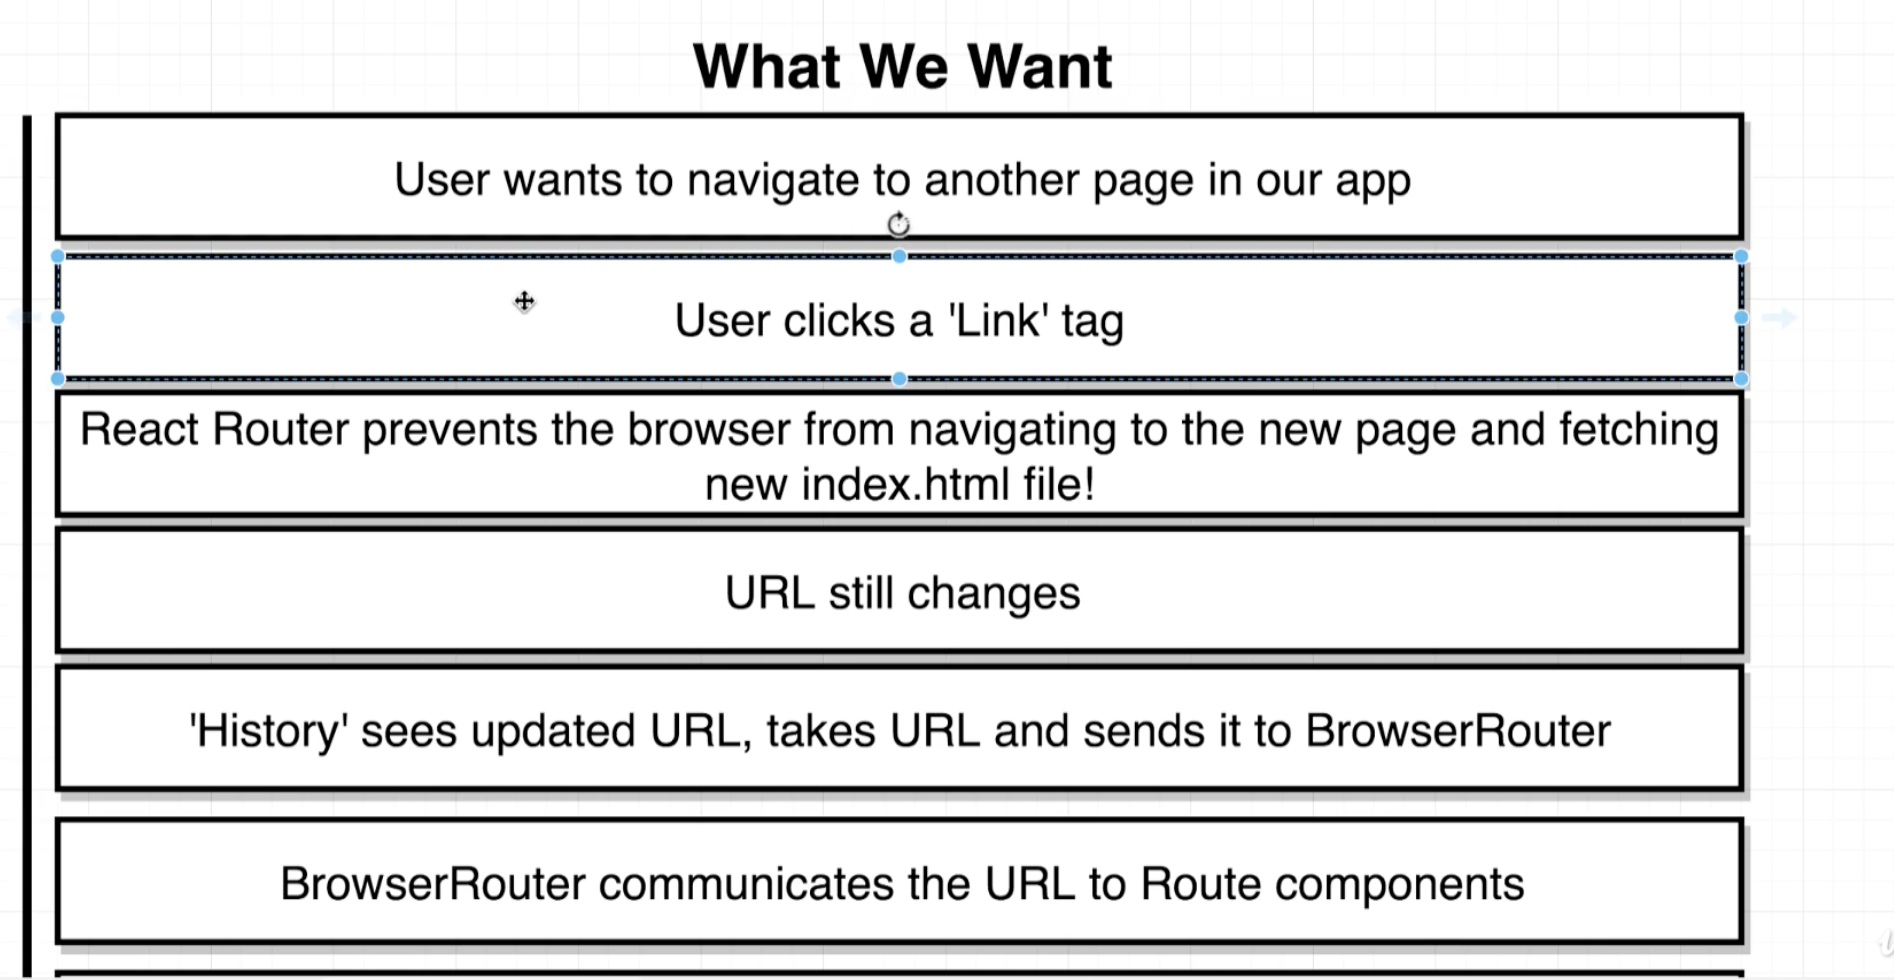 What We Want
User wants to navigate to another page in our app
User clicks a 'Link' tag
React Router prevents the browser from navigating to the new page and fetching
new index.html file!
URL still changes
'History' sees updated URL, takes URL and sends it to BrowserRouter
BrowserRouter communicates the URL to Route components